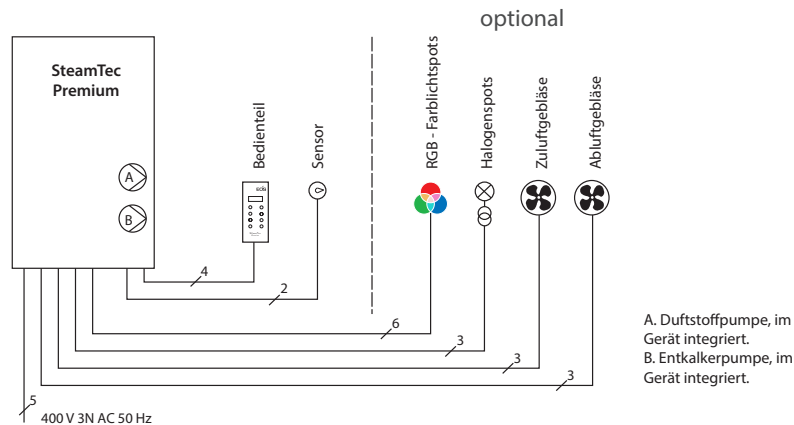 optional
SteamTec
Premium
A
B
Bedienteil
Sensor
RGB - Farblichtspots
Halogenspots
Zuluftgebläse
Abluftgebläse
4
2
6
3
3
3
5
400 V 3N AC 50 Hz
A. Duftstoffpumpe, im
Gerät integriert.
B. Entkalkerpumpe, im
Gerät integriert.